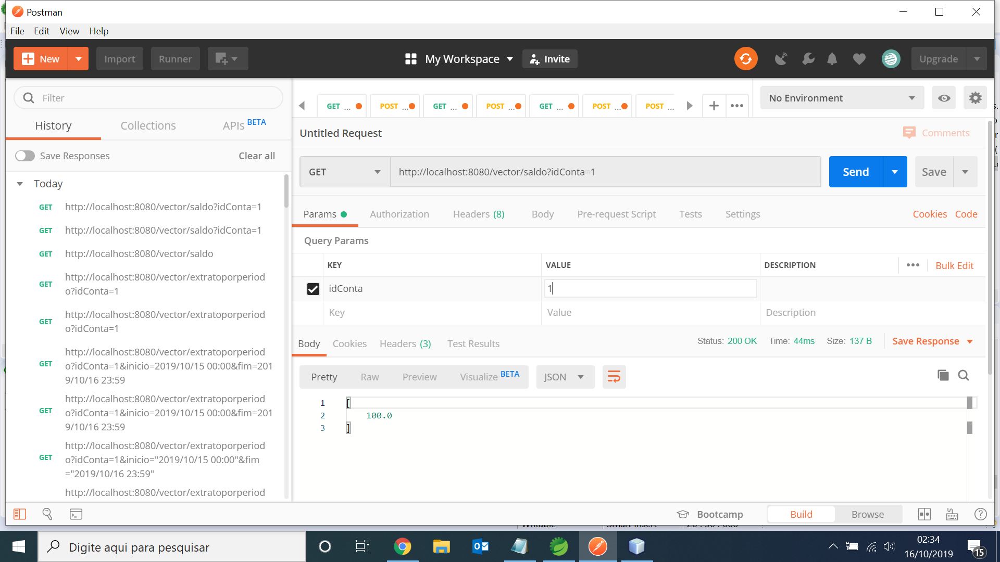 Postman
File Edit View Help
New Import Runner My Workspace Invite Upgrade
Filter
GET ... POST ... GET ... POST ... GET ... POST ... POST ...
No Environment
History Collections APIs BETA
Untitled Request
Comments
Save Responses Clear all
GET http://localhost:8080/vector/saldo?idConta=1 Send Save
Today
GET http://localhost:8080/vector/saldo?idConta=1
GET http://localhost:8080/vector/saldo?idConta=1
GET http://localhost:8080/vector/saldo
GET http://localhost:8080/vector/extratoporperiod
o?idConta=1
GET http://localhost:8080/vector/extratoporperiod
o?idConta=1
GET http://localhost:8080/vector/extratoporperiod
o?idConta=1&inicio=2019/10/15 00:00&fim=201
9/10/16 23:59
GET http://localhost:8080/vector/extratoporperiod
o?idConta=1&inicio=2019/10/15 00:00&fim=201
9/10/16 23:59
GET http://localhost:8080/vector/extratoporperiod
o?idConta=1&inicio="2019/10/15 00:00"&fim
="2019/10/16 23:59"
http://localhost:8080/vector/extratoporperiod
Params Authorization Headers (8) Body Pre-request Script Tests Settings Cookies Code
Query Params
KEY VALUE DESCRIPTION ••• Bulk Edit
idConta 1
Key Value Description
Body Cookies Headers (3) Test Results Status: 200 OK Time: 44ms Size: 137 B Save Response
Pretty Raw Preview Visualize BETA JSON
1 [
2 100.0
3 ]
Bootcamp Build Browse
Digite aqui para pesquisar
02:34
16/10/2019
15